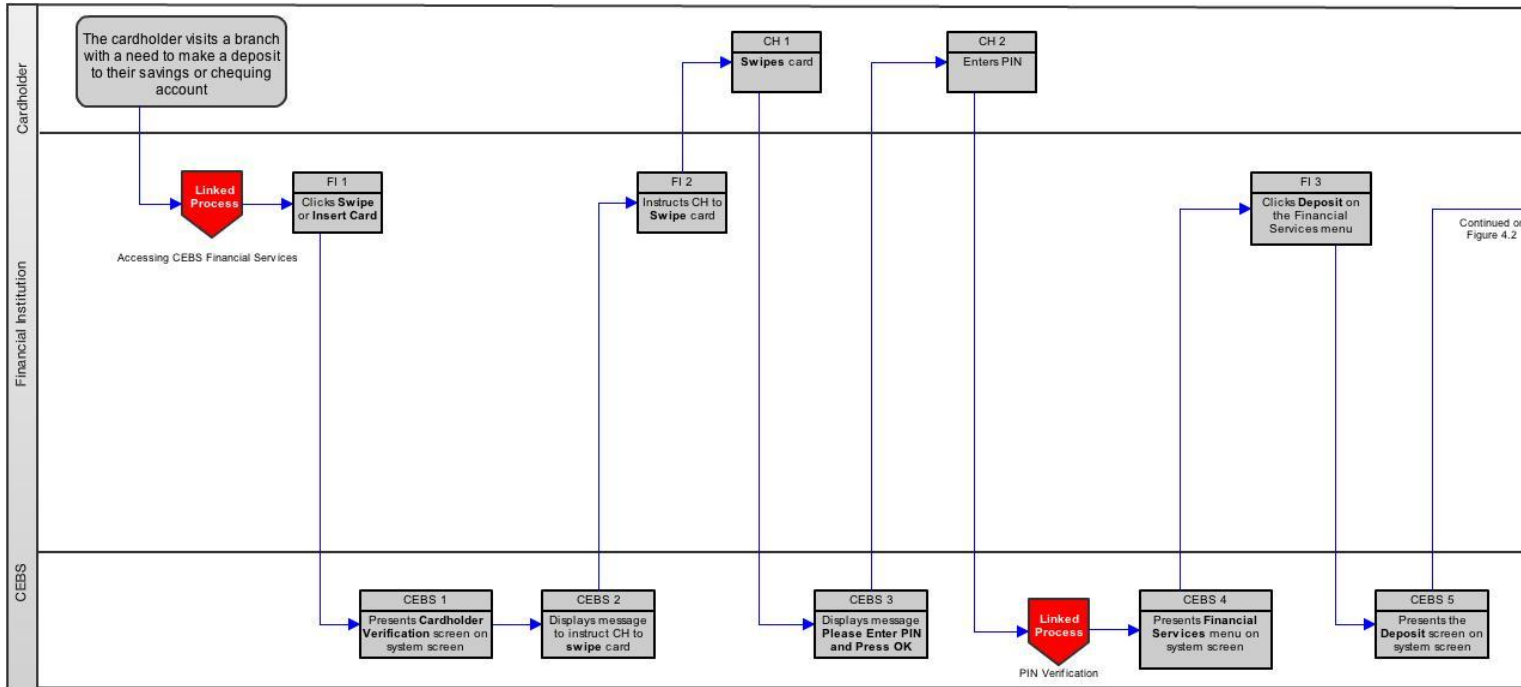 Cardholder
The cardholder visits a branch
with a need to make a deposit
to their savings or chequing
account
CH 1
Swipes card
CH 2
Enters PIN
Financial Institution
Linked
Process
Accessing CEBS Financial Services
FI 1
Clicks Swipe
or Insert Card
FI 2
Instructs CH to
Swipe card
FI 3
Clicks Deposit on
the Financial
Services menu
Continued on
Figure 4.2
CEBS
CEBS 1
Presents Cardholder
Verification screen on
system screen
CEBS 2
Displays message
to instruct CH to
swipe card
CEBS 3
Displays message
Please Enter PIN
and Press OK
Linked
Process
PIN Verification
CEBS 4
Presents Financial
Services menu on
system screen
CEBS 5
Presents the
Deposit screen on
system screen